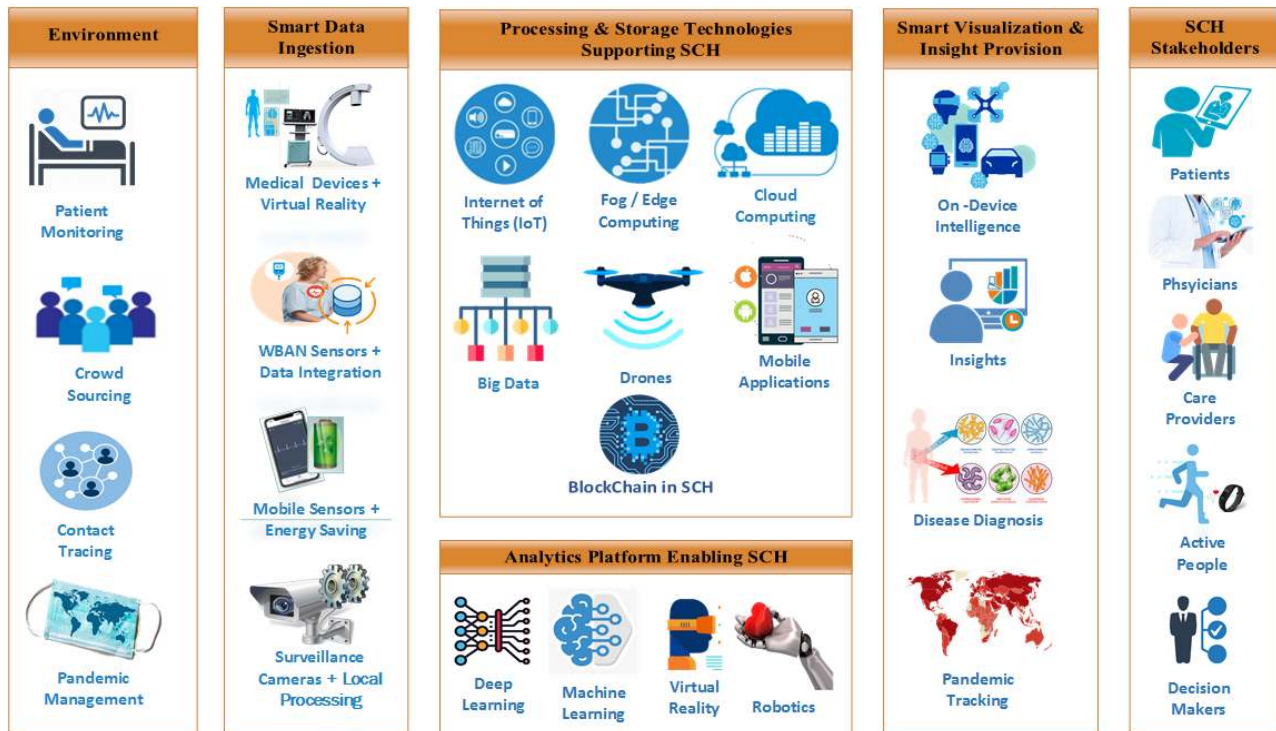 Environment
Patient
Monitoring
Crowd
Sourcing
Contact
Tracing
Pandemic
Management
Smart Data
Ingestion
Medical Devices +
Virtual Reality
WBAN Sensors +
Data Integration
Mobile Sensors +
Energy Saving
Surveillance
Cameras + Local
Processing
Processing & Storage Technologies
Supporting SCH
Internet of
Things (IoT)
Fog / Edge
Computing
Cloud
Computing
Big Data
Drones
Mobile
Applications
BlockChain in SCH
Analytics Platform Enabling SCH
Deep
Learning
Machine
Learning
Virtual
Reality
Robotics
Smart Visualization &
Insight Provision
On -Device
Intelligence
Insights
Disease Diagnosis
Pandemic
Tracking
SCH
Stakeholders
Patients
Phsyicians
Care
Providers
Active
People
Decision
Makers